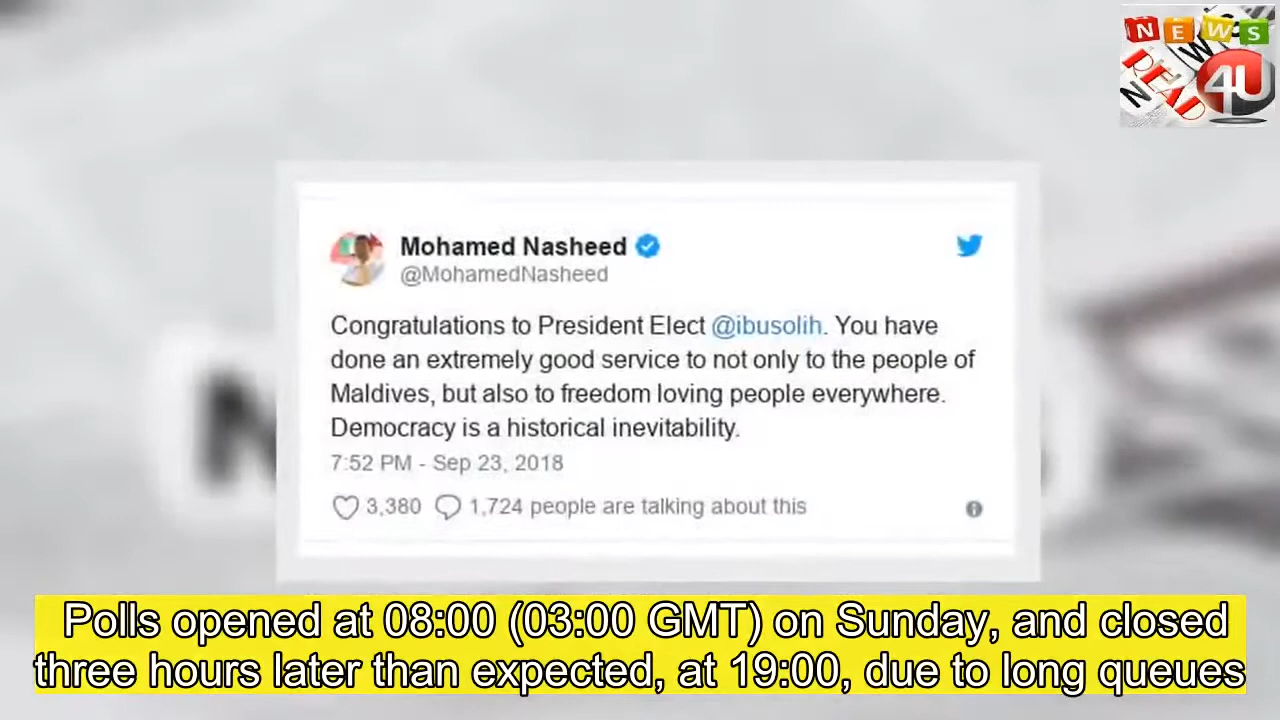 NEWS
READ
N
W
4U
Mohamed Nasheed
@MohamedNasheed
Congratulations to President Elect @ibusolih. You have
done an extremely good service to not only to the people of
Maldives, but also to freedom loving people everywhere.
Democracy is a historical inevitability.
7:52 PM - Sep 23, 2018
3,380 1,724 people are talking about this
Polls opened at 08:00 (03:00 GMT) on Sunday, and closed
three hours later than expected, at 19:00, due to long queues